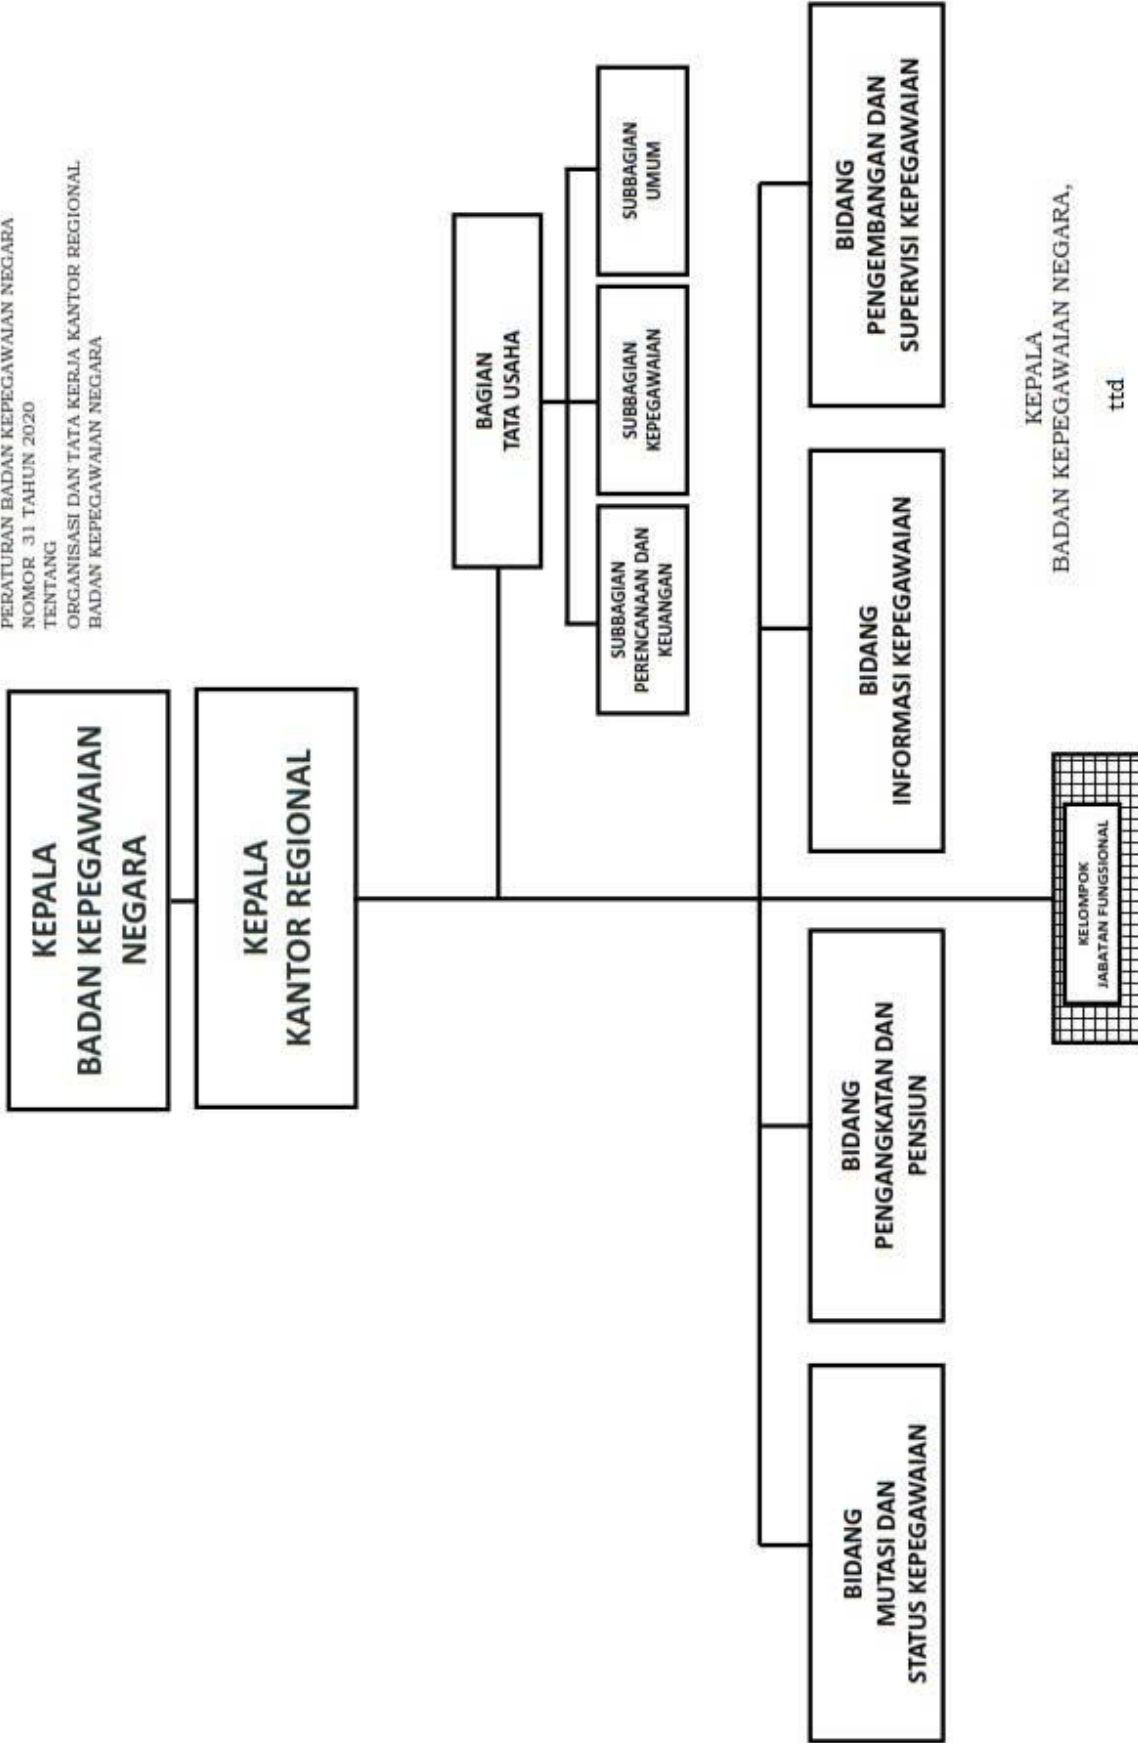 PERATURAN BADAN KEPEGAWAIAN NEGARA
NOMOR 31 TAHUN 2020
TENTANG
ORGANISASI DAN TATA KERJA KANTOR REGIONAL
BADAN KEPEGAWAIAN NEGARA
KEPALA
BADAN KEPEGAWAIAN
NEGARA
KEPALA
KANTOR REGIONAL
BAGIAN
TATA USAHA
SUBBAGIAN
PERENCANAAN DAN
KEUANGAN
SUBBAGIAN
KEPEGAWAIAN
SUBBAGIAN
UMUM
BIDANG
MUTASI DAN
STATUS KEPEGAWAIAN
BIDANG
PENGANGKATAN DAN
PENSIUN
BIDANG
INFORMASI KEPEGAWAIAN
BIDANG
PENGEMBANGAN DAN
SUPERVISI KEPEGAWAIAN
KELOMPOK
JABATAN FUNGSIONAL
KEPALA
BADAN KEPEGAWAIAN NEGARA,
ttd